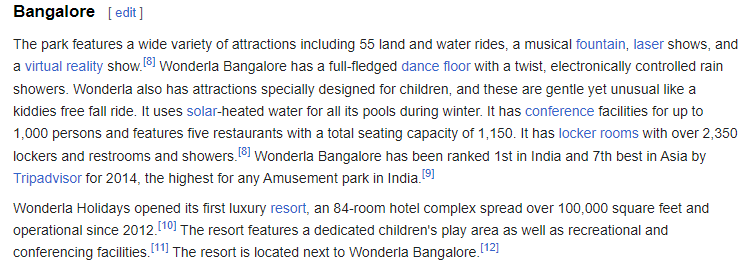 Bangalore [ edit ]
The park features a wide variety of attractions including 55 land and water rides, a musical fountain, laser shows, and
a virtual reality show.[8] Wonderla Bangalore has a full-fledged dance floor with a twist, electronically controlled rain
showers. Wonderla also has attractions specially designed for children, and these are gentle yet unusual like a
kiddies free fall ride. It uses solar-heated water for all its pools during winter. It has conference facilities for up to
1,000 persons and features five restaurants with a total seating capacity of 1,150. It has locker rooms with over 2,350
lockers and restrooms and showers.[8] Wonderla Bangalore has been ranked 1st in India and 7th best in Asia by
Tripadvisor for 2014, the highest for any Amusement park in India.[9]
Wonderla Holidays opened its first luxury resort, an 84-room hotel complex spread over 100,000 square feet and
operational since 2012.[10] The resort features a dedicated children's play area as well as recreational and
conferencing facilities.[11] The resort is located next to Wonderla Bangalore.[12]